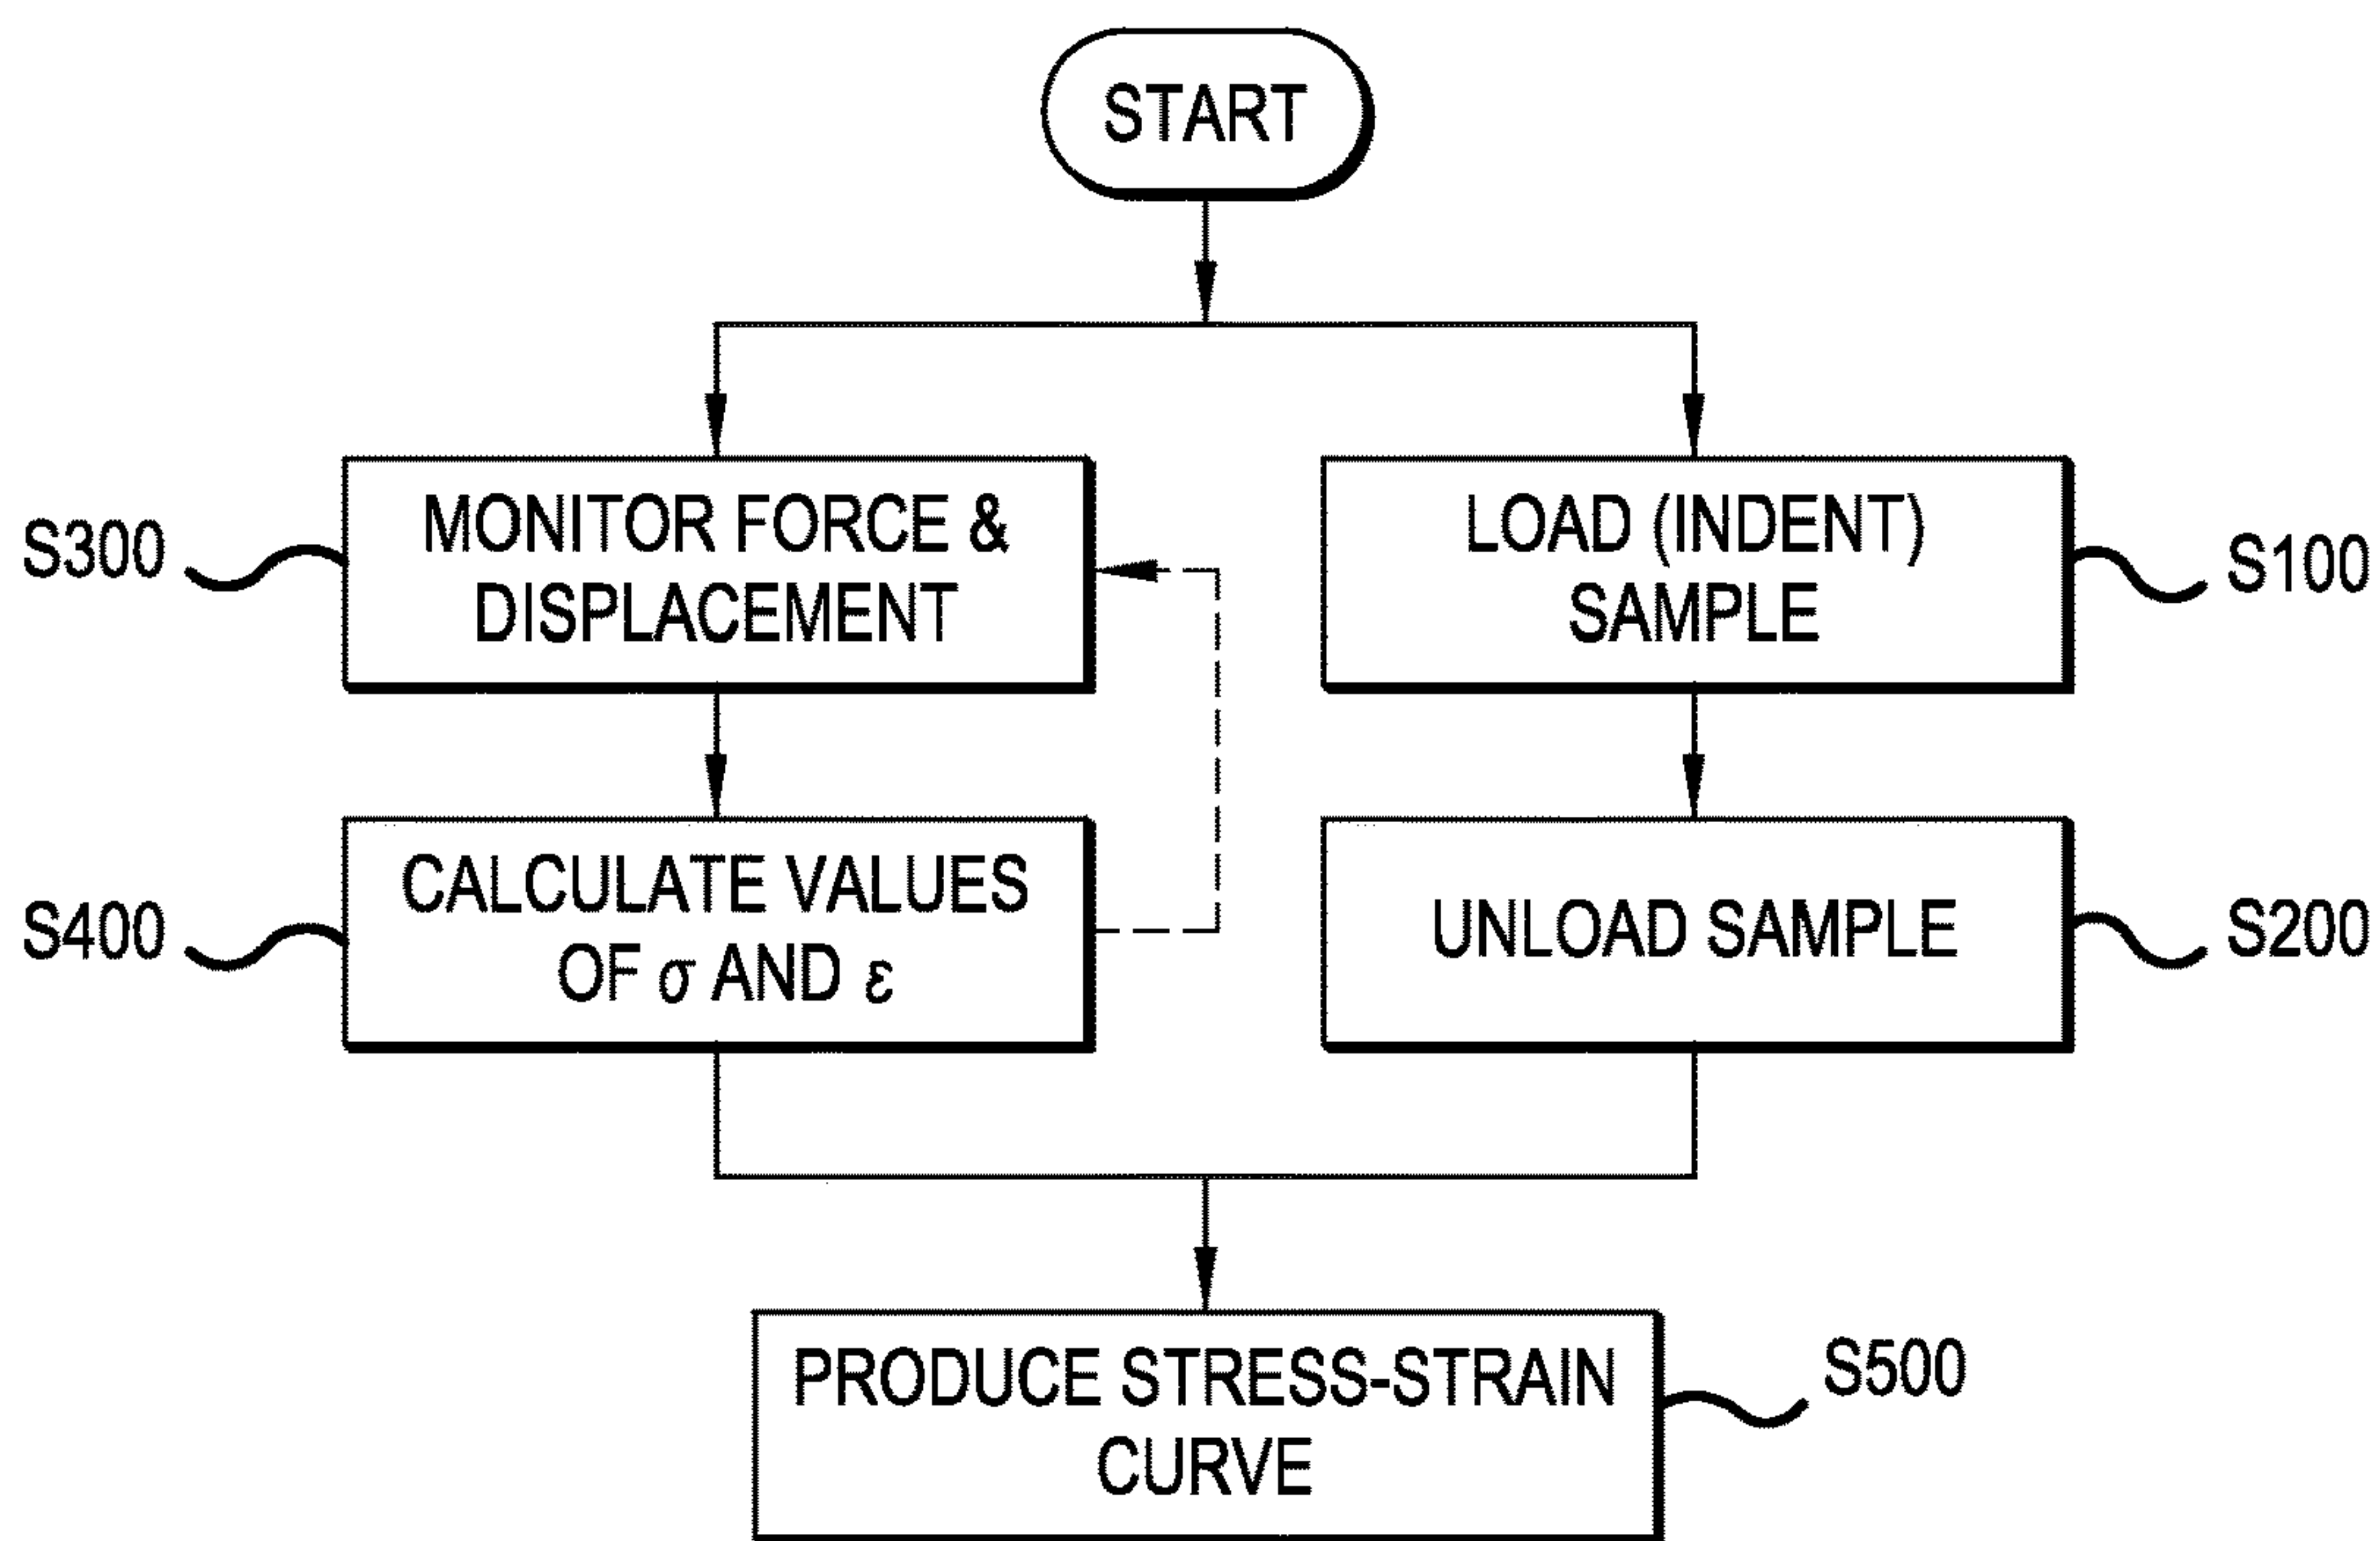 START
MONITOR FORCE &
DISPLACEMENT
S300
LOAD (INDENT)
SAMPLE
S100
CALCULATE VALUES
OF σ AND ε
S400
UNLOAD SAMPLE
S200
PRODUCE STRESS-STRAIN
CURVE
S500